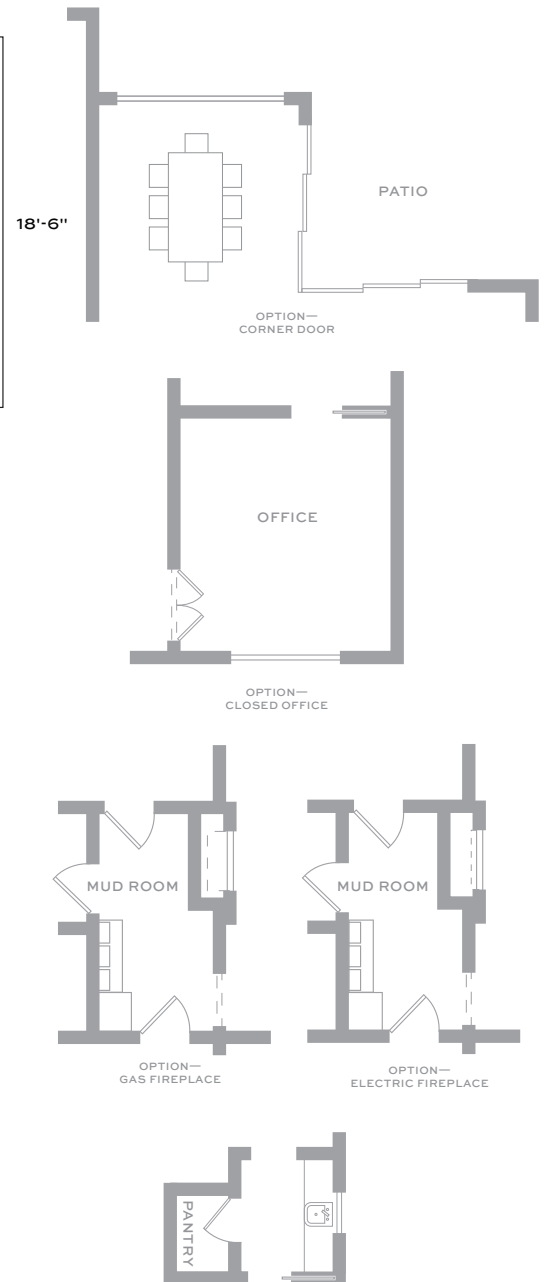 18'-6"
PATIO
OPTION—
CORNER DOOR
OFFICE
OPTION—
CLOSED OFFICE
MUD ROOM
MUD ROOM
OPTION—
GAS FIREPLACE
OPTION—
ELECTRIC FIREPLACE
PANTRY